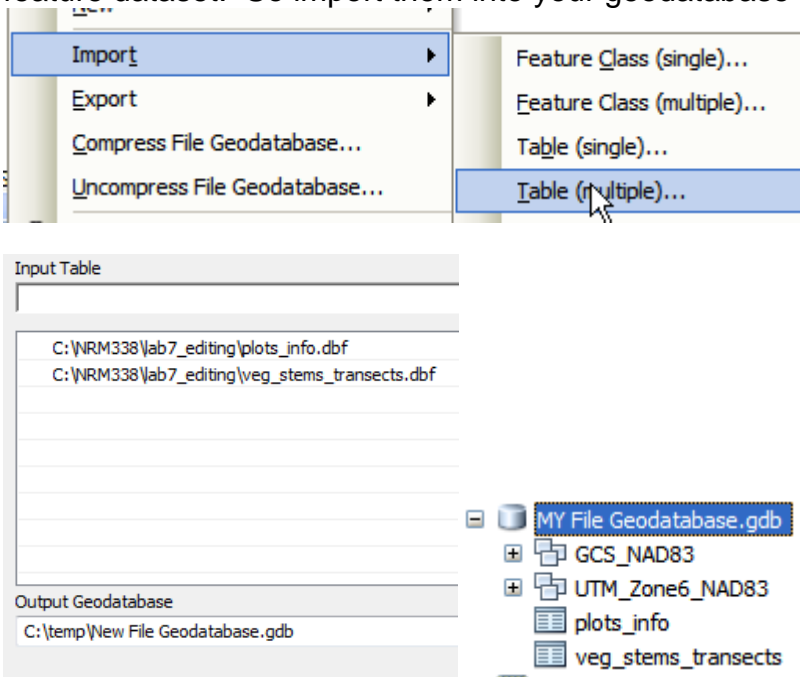 feature dataset. So import them into your geodatabase
New
Import
Export
Compress File Geodatabase...
Uncompress File Geodatabase...
Feature Class (single)...
Feature Class (multiple)...
Table (single)...
Table (multiple)...
Input Table
C:\NRM338\lab7_editing\plots_info.dbf
C:\NRM338\lab7_editing\veg_stems_transects.dbf
Output Geodatabase
C:\temp\New File Geodatabase.gdb
MY File Geodatabase.gdb
GCS_NAD83
UTM_Zone6_NAD83
plots_info
veg_stems_transects